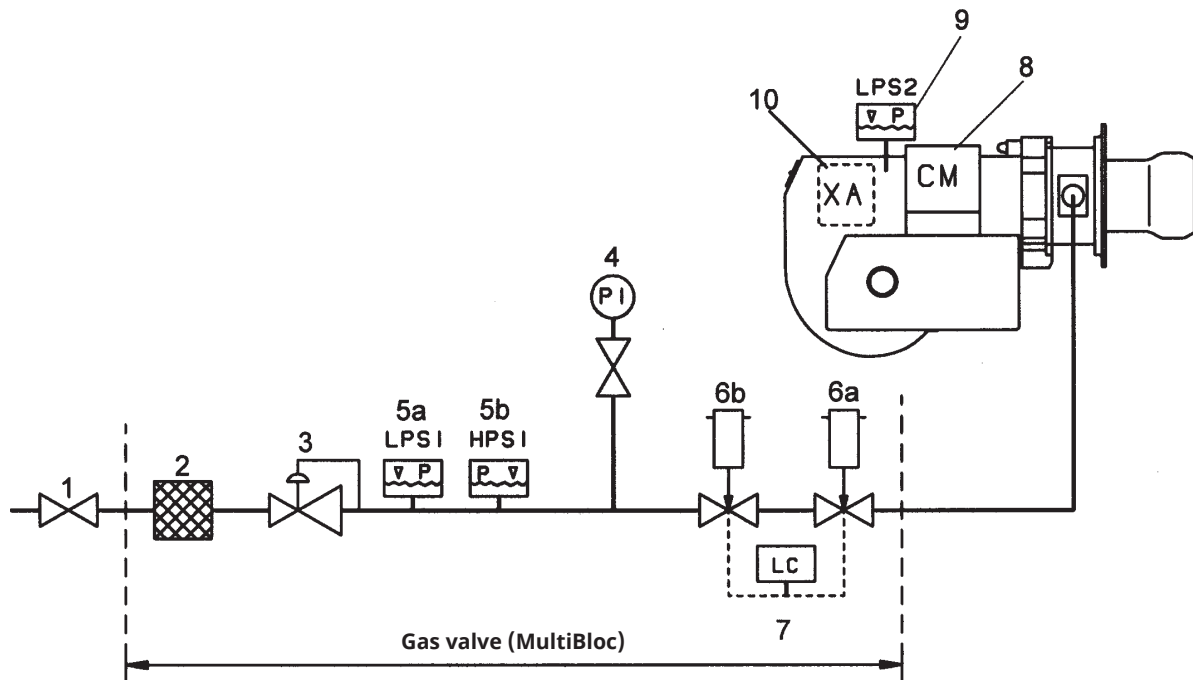 9
8
LPS2
10
P
XA
CM
4
PI
6b
6a
5a
5b
LPS1
HPS1
3
P
P
2
1
LC
7
Gas valve (MultiBloc)